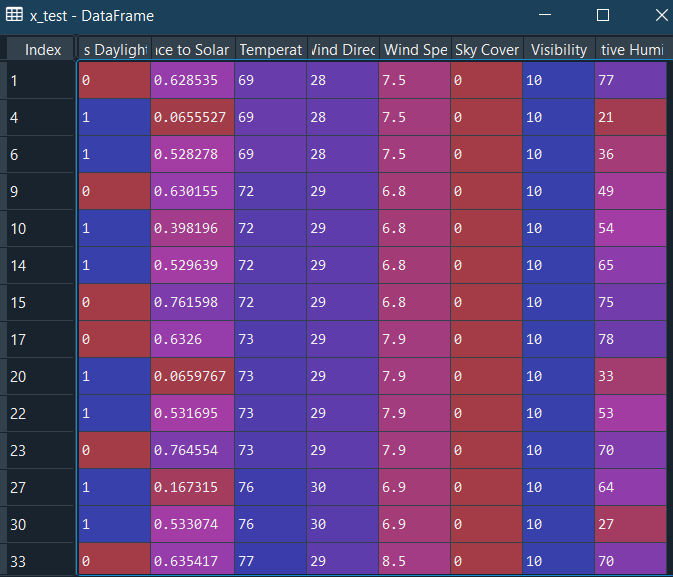 x_test - DataFrame
Index s Daylight nce to Solar Temperat Wind Direc Wind Spe Sky Cover Visibility tive Humi
1 0 0.628535 69 28 7.5 0 10 77
4 1 0.0655527 69 28 7.5 0 10 21
6 1 0.528278 69 28 7.5 0 10 36
9 0 0.630155 72 29 6.8 0 10 49
10 1 0.398196 72 29 6.8 0 10 54
14 1 0.529639 72 29 6.8 0 10 65
15 0 0.761598 72 29 6.8 0 10 75
17 0 0.6326 73 29 7.9 0 10 78
20 1 0.0659767 73 29 7.9 0 10 33
22 1 0.531695 73 29 7.9 0 10 53
23 0 0.764554 73 29 7.9 0 10 70
27 1 0.167315 76 30 6.9 0 10 64
30 1 0.533074 76 30 6.9 0 10 27
33 0 0.635417 77 29 8.5 0 10 70